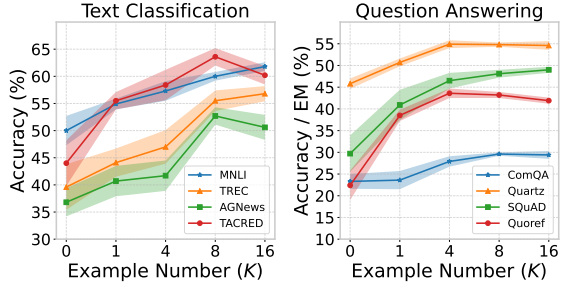 Text Classification
Accuracy (%)
65
60
55
50
45
40
35
30
0
1
4
8
16
MNLI
TREC
AGNews
TACRED
Example Number (K)
Question Answering
Accuracy / EM (%)
55
50
45
40
35
30
25
20
15
10
0
1
4
8
16
ComQA
Quartz
SQuAD
Quoref
Example Number (K)